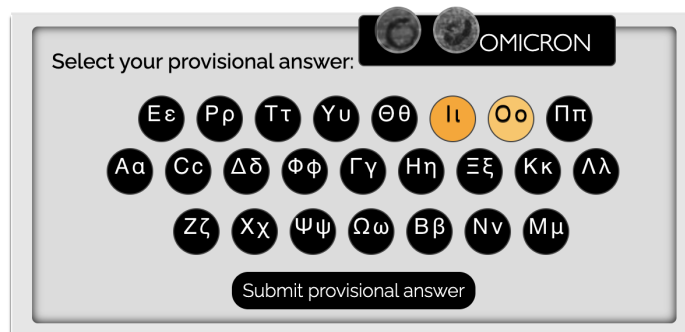 OMICRON
Select your provisional answer:
Εε Ρρ Ττ Υυ Θθ Ιι Οο Ππ
Αα Ϲϲ Δδ Φφ Γγ Ηη Ξξ Κκ Λλ
Ζζ Χχ Ψψ Ωω Ββ Νν Μμ
Submit provisional answer